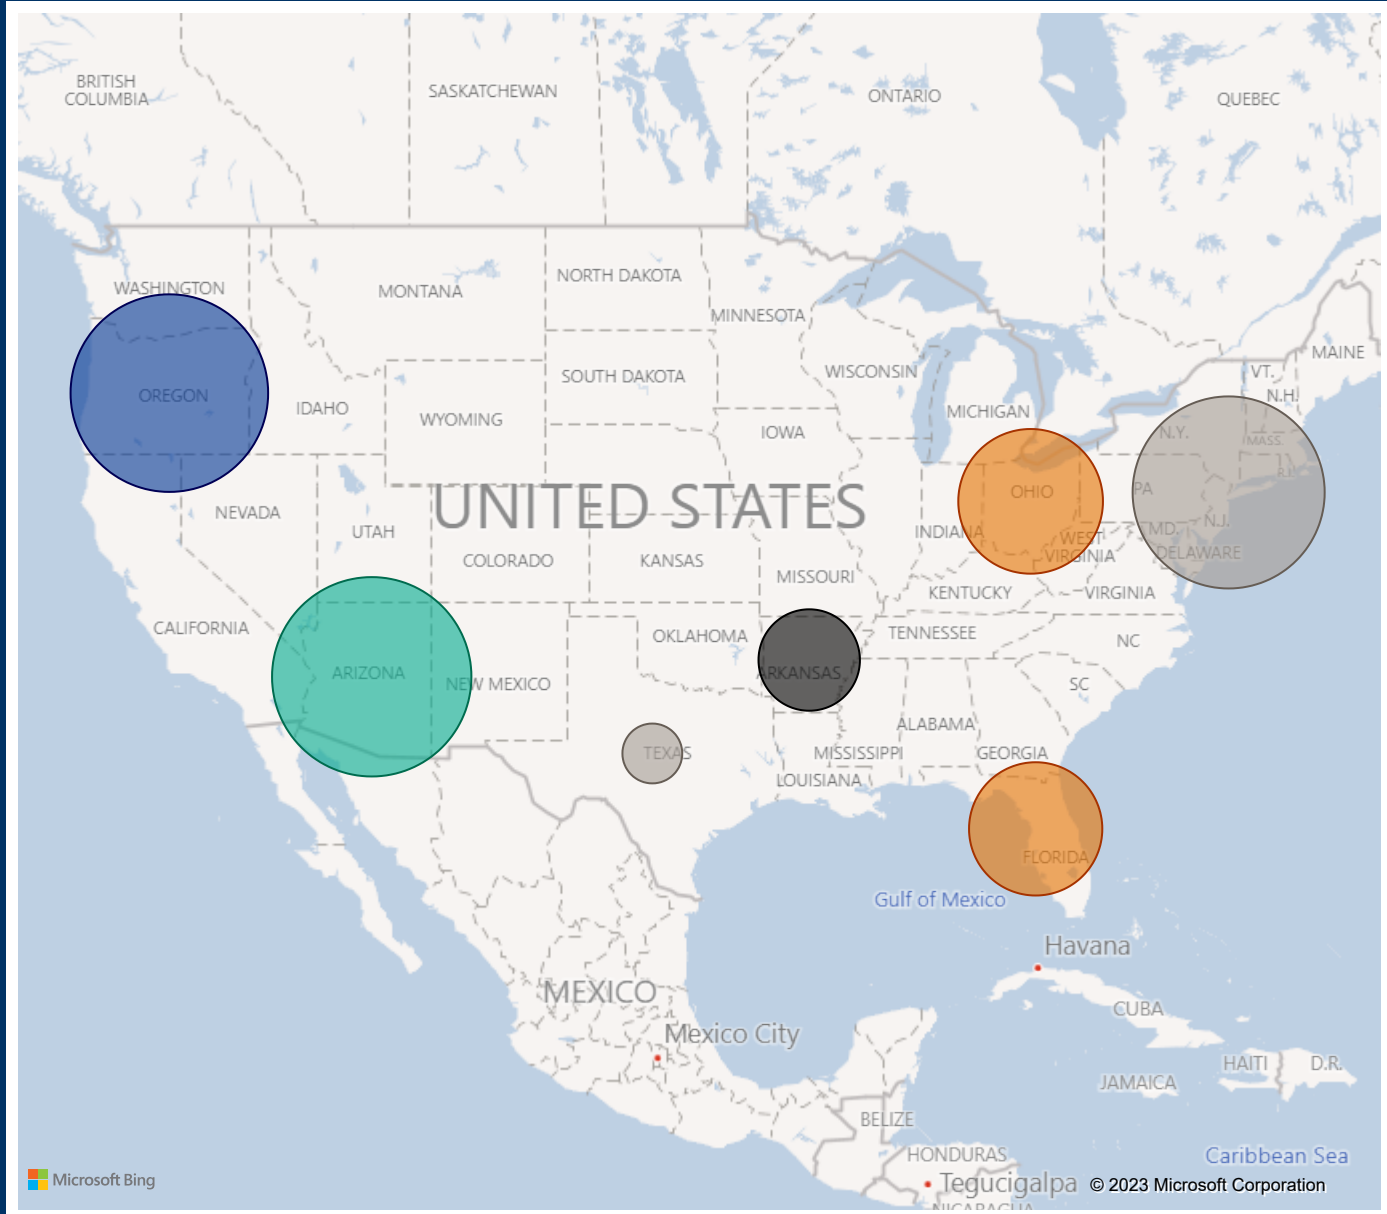 BRITISH
COLUMBIA
SASKATCHEWAN
ONTARIO
QUEBEC
WASHINGTON
MONTANA
NORTH DAKOTA
MINNESOTA
MAINE
VT.
N.H.
OREGON
IDAHO
WYOMING
SOUTH DAKOTA
WISCONSIN
MICHIGAN
IOWA
N.Y.
MASS.
R.I.
UNITED STATES
OHIO
PA
N.J.
NEVADA
UTAH
COLORADO
KANSAS
MISSOURI
INDIANA
WEST
VIRGINIA
MD.
DELAWARE
KENTUCKY
VIRGINIA
CALIFORNIA
OKLAHOMA
TENNESSEE
NC
ARIZONA
NEW MEXICO
ARKANSAS
SC
ALABAMA
TEXAS
MISSISSIPPI
GEORGIA
LOUISIANA
FLORIDA
Gulf of Mexico
Havana
MEXICO
CUBA
Mexico City
HAITI
D.R.
JAMAICA
BELIZE
HONDURAS
Caribbean Sea
Microsoft Bing
Tegucigalpa
© 2023 Microsoft Corporation
NICARAGUA